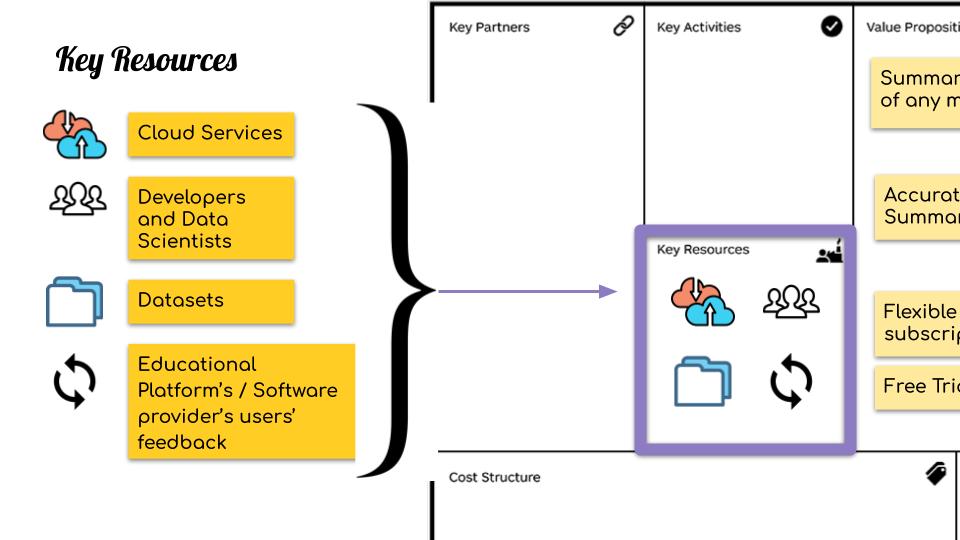 Key Resources
Cloud Services
Developers
and Data
Scientists
Datasets
Educational
Platform's / Software
provider's users'
feedback
Key Partners
Key Activities
Value Propositi
Summar
of any m
Accurat
Summar
Flexible
subscrip
Free Tri
Key Resources
Cost Structure